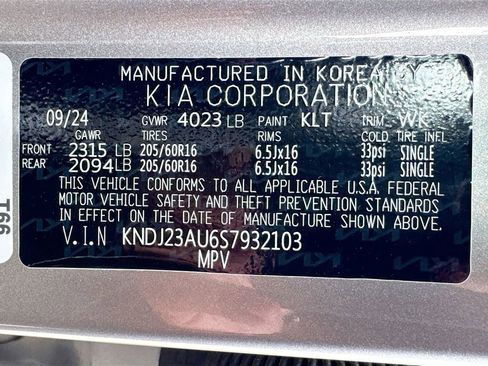 MANUFACTURED IN KOREA
KIA CORPORATION
09/24 GVWR 4023 LB PAINT KLT TRIM WK
GAWR TIRES RIMS COLD TIRE INFL
FRONT 2315 LB 205/60R16 6.5Jx16 33psi SINGLE
REAR 2094 LB 205/60R16 6.5Jx16 33psi SINGLE
THIS VEHICLE CONFORMS TO ALL APPLICABLE U.S.A. FEDERAL
MOTOR VEHICLE SAFETY AND THEFT PREVENTION STANDARDS
IN EFFECT ON THE DATE OF MANUFACTURE SHOWN ABOVE.
V.I.N KNDJ23AU6S7932103
MPV